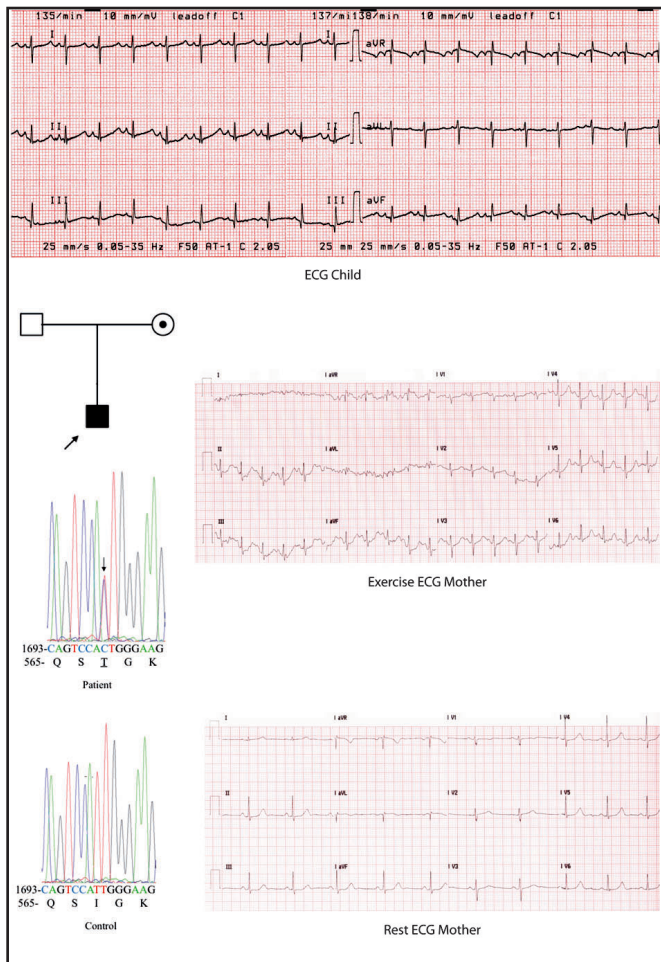 135/min 10 mm/mV leadoff C1 137/mi138/min 10 mm/mV leadoff C1
I I aVR
II II aVL
III III aVF
25 mm/s 0.05-35 Hz F50 AT-1 C 2.05 25 mm 25 mm/s 0.05-35 Hz F50 AT-1 C 2.05
ECG Child
I aVR V1 V4
II aVL V2 V5
III aVF V3 V6
Exercise ECG Mother
1693-CAGTCCACTGGGAAG
565- Q S T G K
Patient
I aVR V1 V4
II aVL V2 V5
III aVF V3 V6
Rest ECG Mother
1693-CAGTCCATTGGGAAG
565- Q S I G K
Control